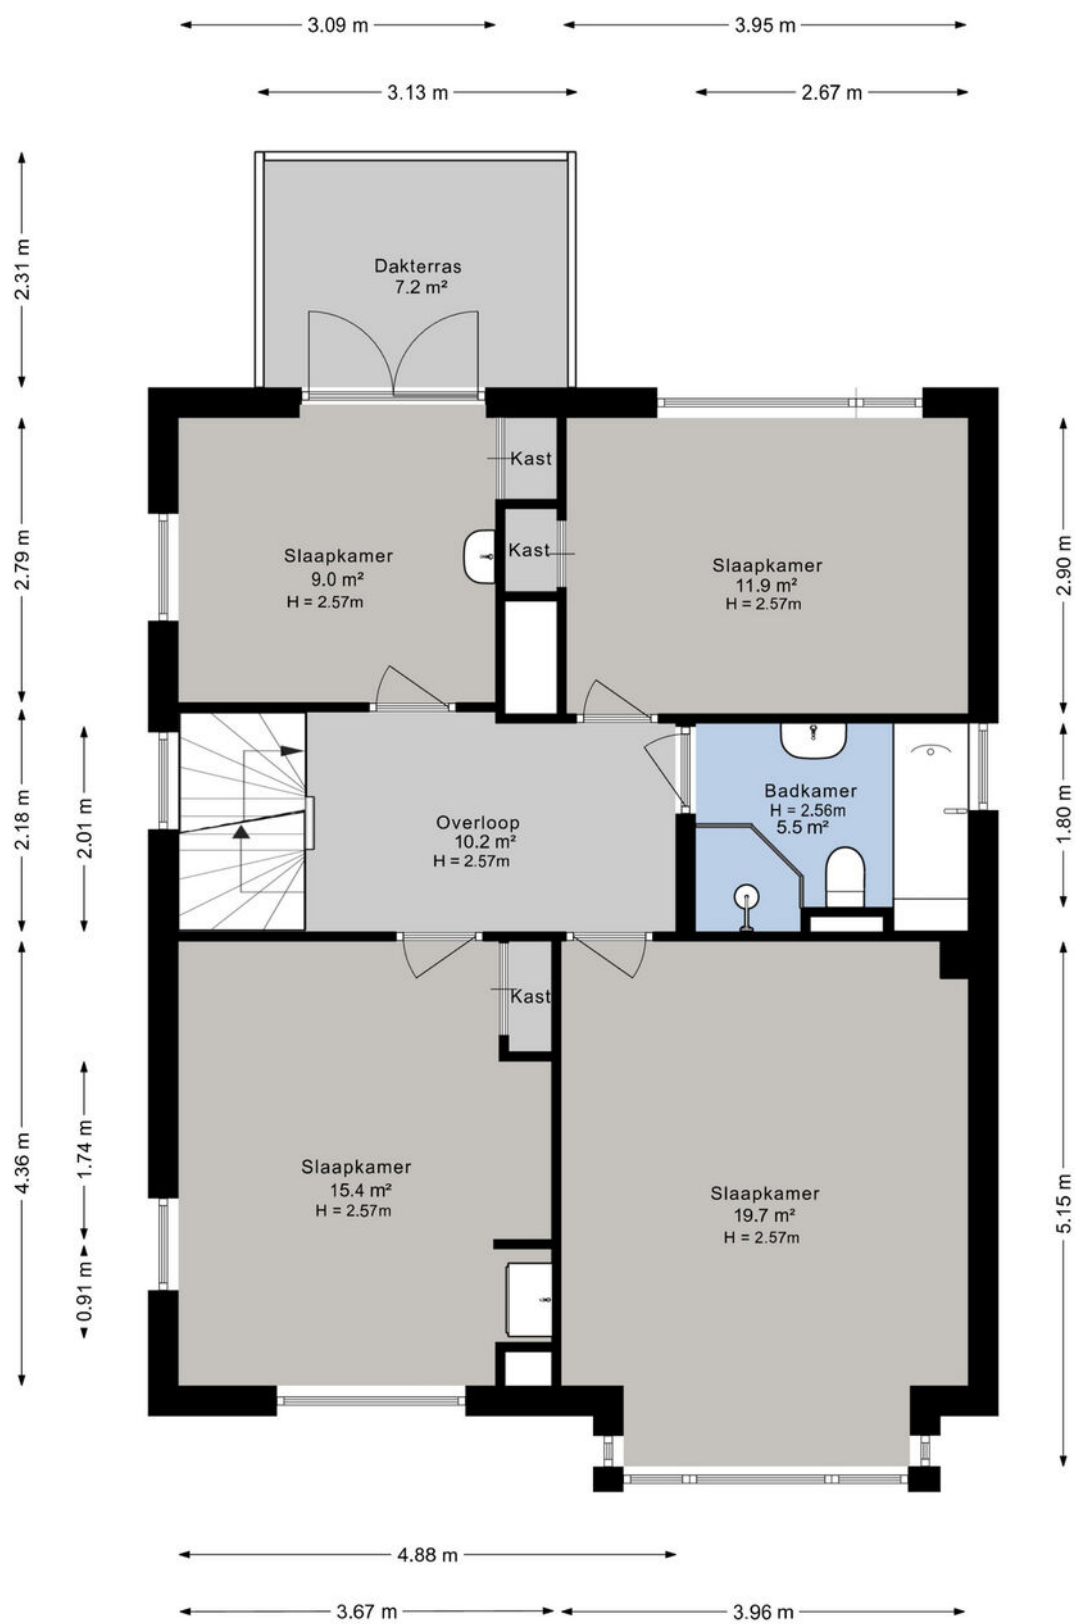 3.09 m
3.95 m
3.13 m
2.67 m
2.31 m
Dakterras
7.2 m²
Kast
Kast
2.79 m
Slaapkamer
9.0 m²
H = 2.57m
Slaapkamer
11.9 m²
H = 2.57m
2.90 m
2.18 m
2.01 m
Overloop
10.2 m²
H = 2.57m
Badkamer
H = 2.56m
5.5 m²
1.80 m
Kast
4.36 m
1.74 m
0.91 m
Slaapkamer
15.4 m²
H = 2.57m
Slaapkamer
19.7 m²
H = 2.57m
5.15 m
4.88 m
3.67 m
3.96 m